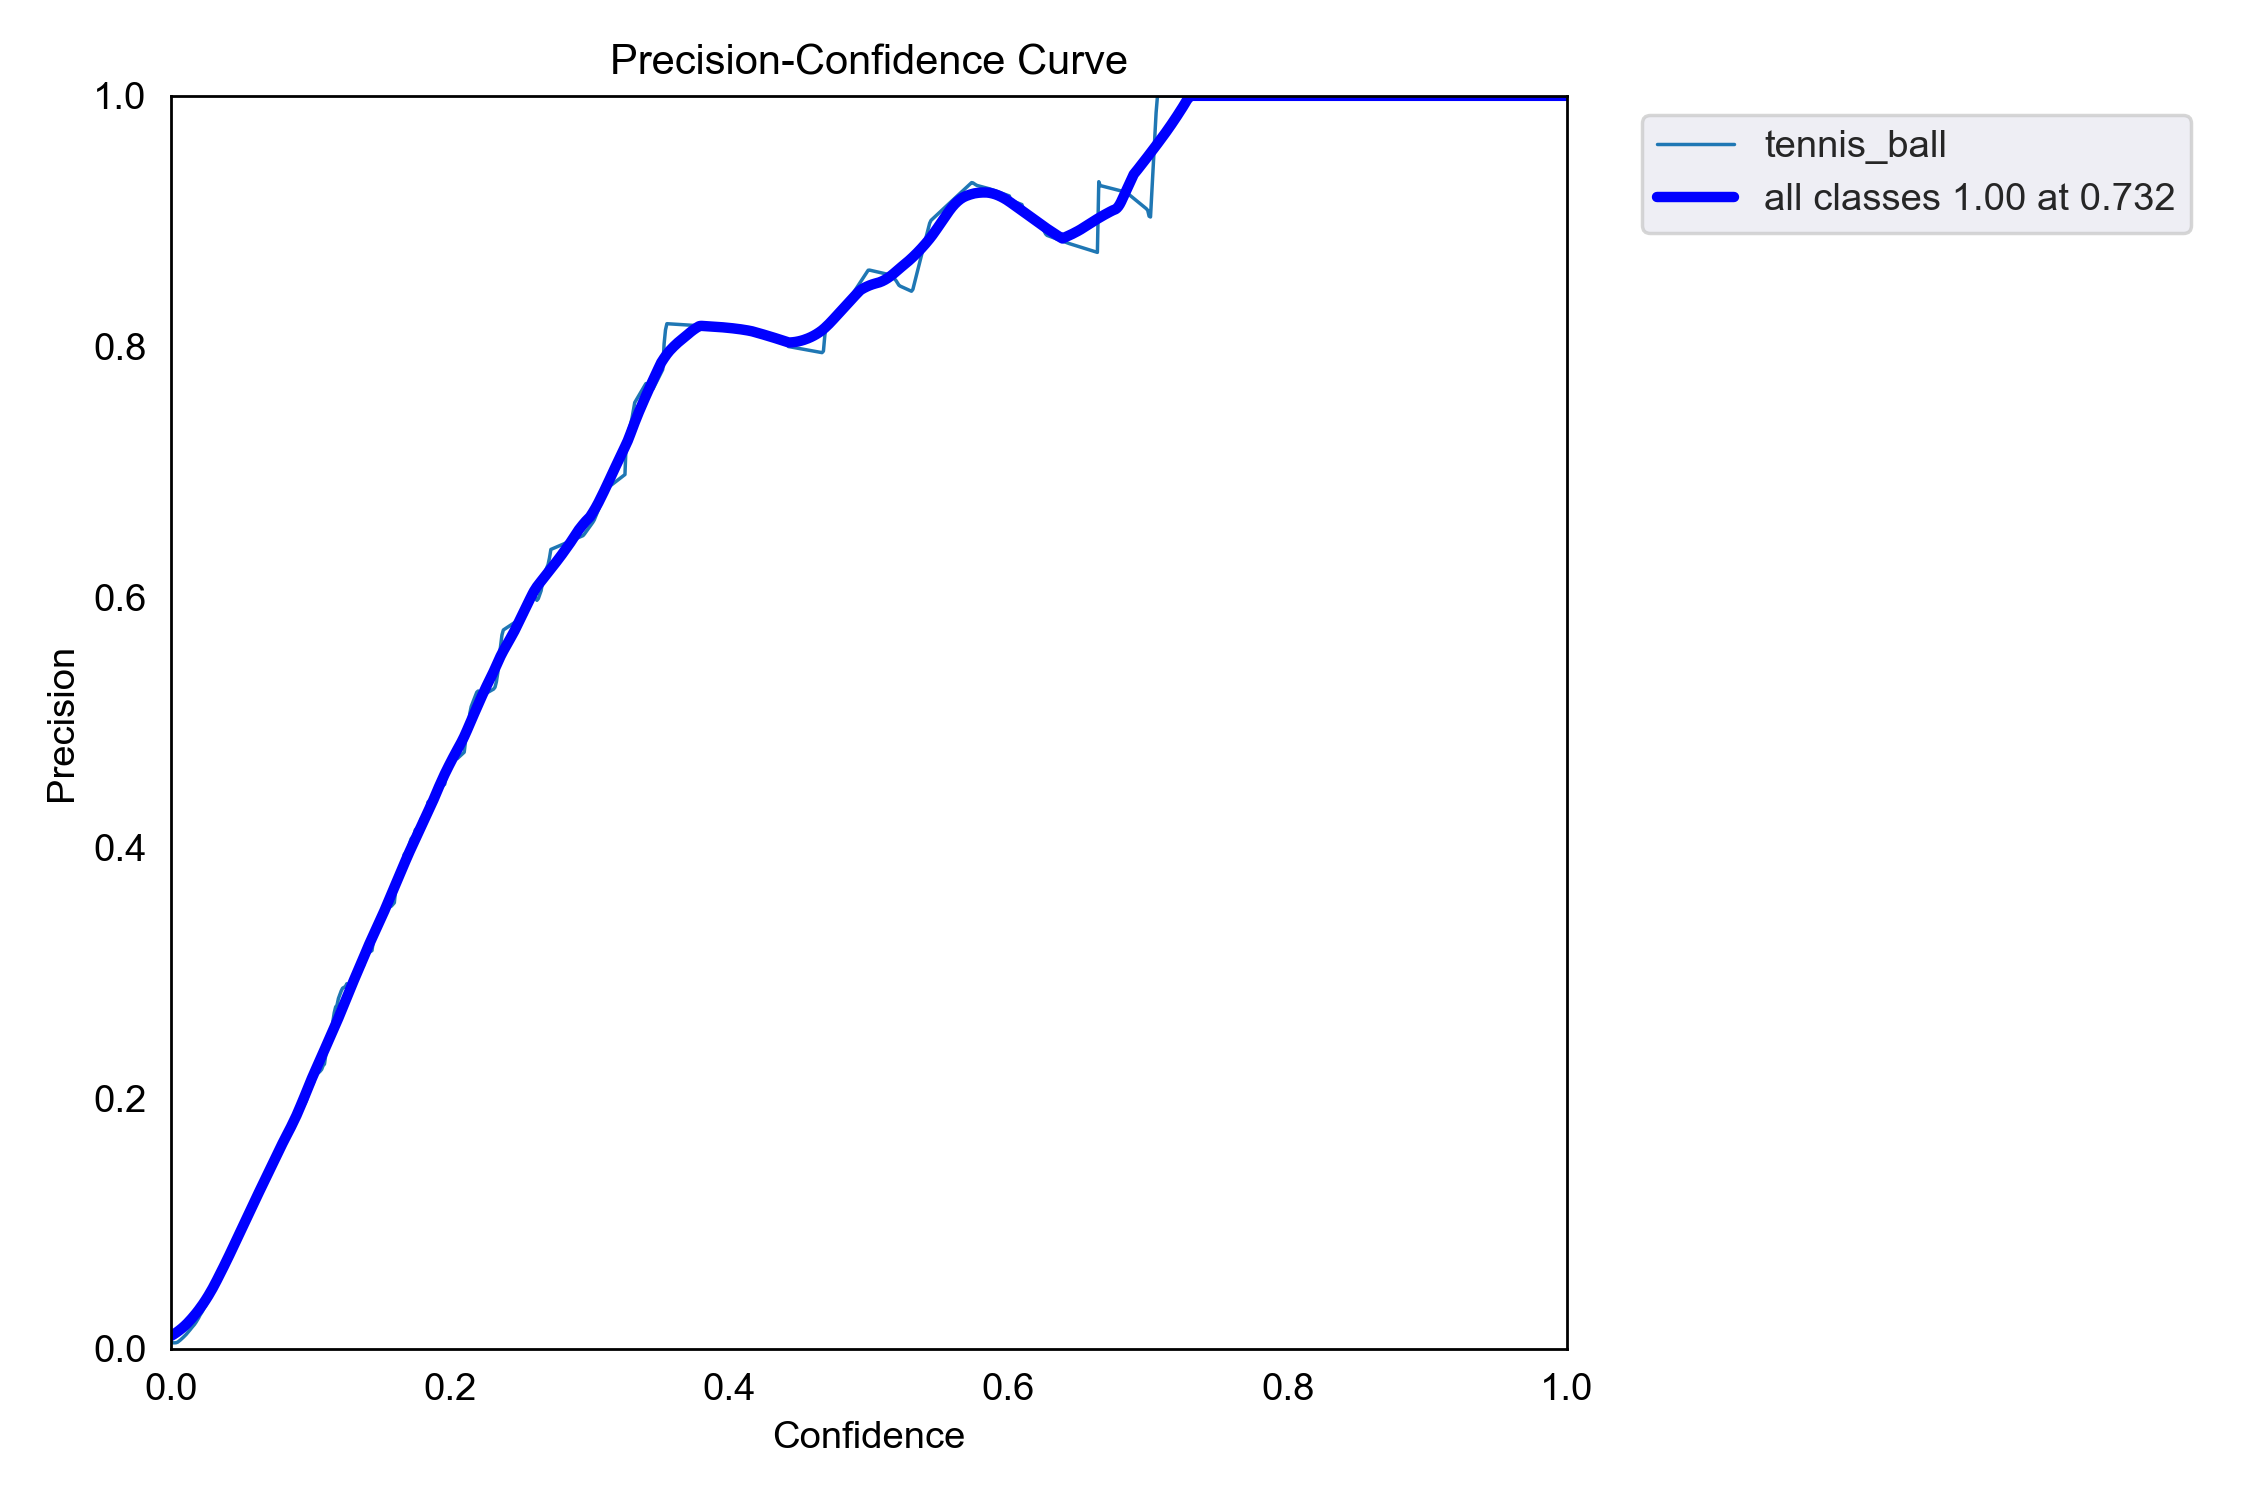 Precision-Confidence Curve
1.0
0.8
0.6
0.4
0.2
0.0
Precision
0.0 0.2 0.4 0.6 0.8 1.0
Confidence
tennis_ball
all classes 1.00 at 0.732